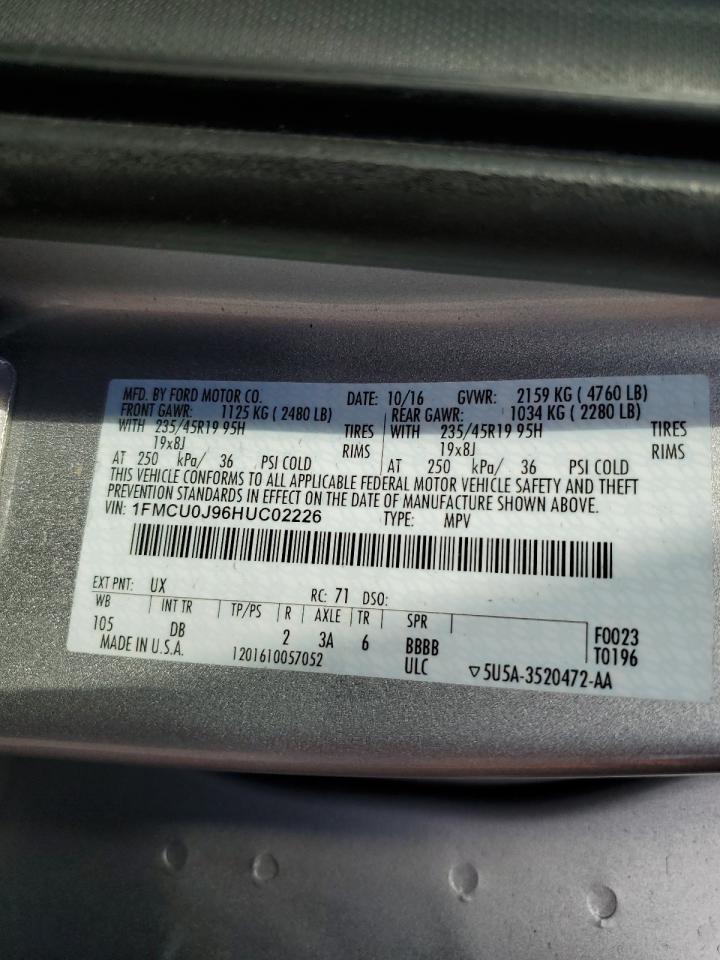 MFD. BY FORD MOTOR CO. DATE: 10/16 GVWR: 2159 KG ( 4760 LB)
FRONT GAWR: 1125 KG ( 2480 LB) REAR GAWR: 1034 KG ( 2280 LB)
WITH 235/45R19 95H TIRES WITH 235/45R19 95H TIRES
19x8J RIMS 19x8J RIMS
AT 250 kPa/ 36 PSI COLD AT 250 kPa/ 36 PSI COLD
THIS VEHICLE CONFORMS TO ALL APPLICABLE FEDERAL MOTOR VEHICLE SAFETY AND THEFT
PREVENTION STANDARDS IN EFFECT ON THE DATE OF MANUFACTURE SHOWN ABOVE.
VIN: 1FMCU0J96HUC02226 TYPE: MPV
EXT PNT: UX RC: 71 DSO:
WB INT TR TP/PS R AXLE TR SPR
105 DB 2 3A 6 BBBB F0023
MADE IN U.S.A. 1201610057052 ULC ▽5U5A-3520472-AA T0196